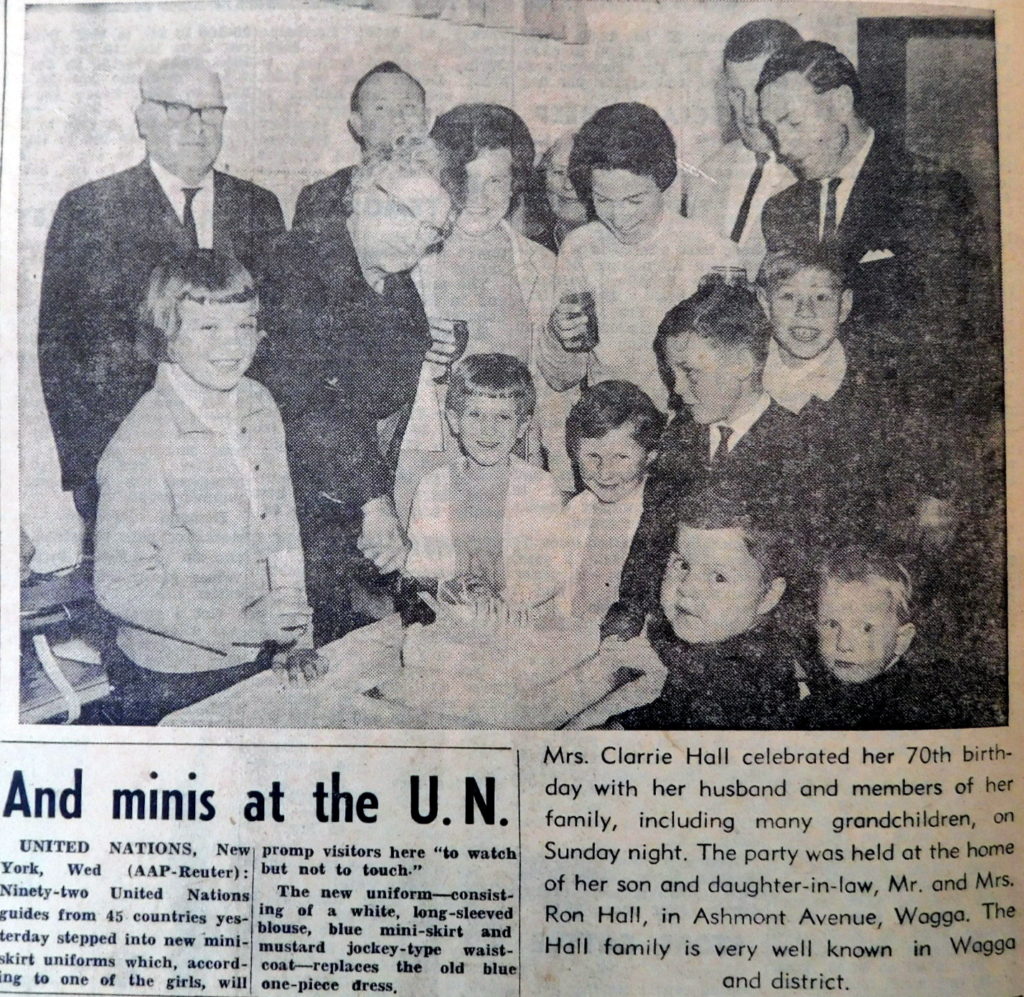 And minis at the U.N.
UNITED NATIONS, New
York, Wed (AAP-Reuter):
Ninety-two United Nations
guides from 45 countries yes-
terday stepped into new mini-
skirt uniforms which, accord-
ing to one of the girls, will
promp visitors here "to watch
but not to touch."
The new uniform—consist-
ing of a white, long-sleeved
blouse, blue mini-skirt and
mustard jockey-type waist-
coat—replaces the old blue
one-piece dress.
Mrs. Clarrie Hall celebrated her 70th birth-
day with her husband and members of her
family, including many grandchildren, on
Sunday night. The party was held at the home
of her son and daughter-in-law, Mr. and Mrs.
Ron Hall, in Ashmont Avenue, Wagga. The
Hall family is very well known in Wagga
and district.